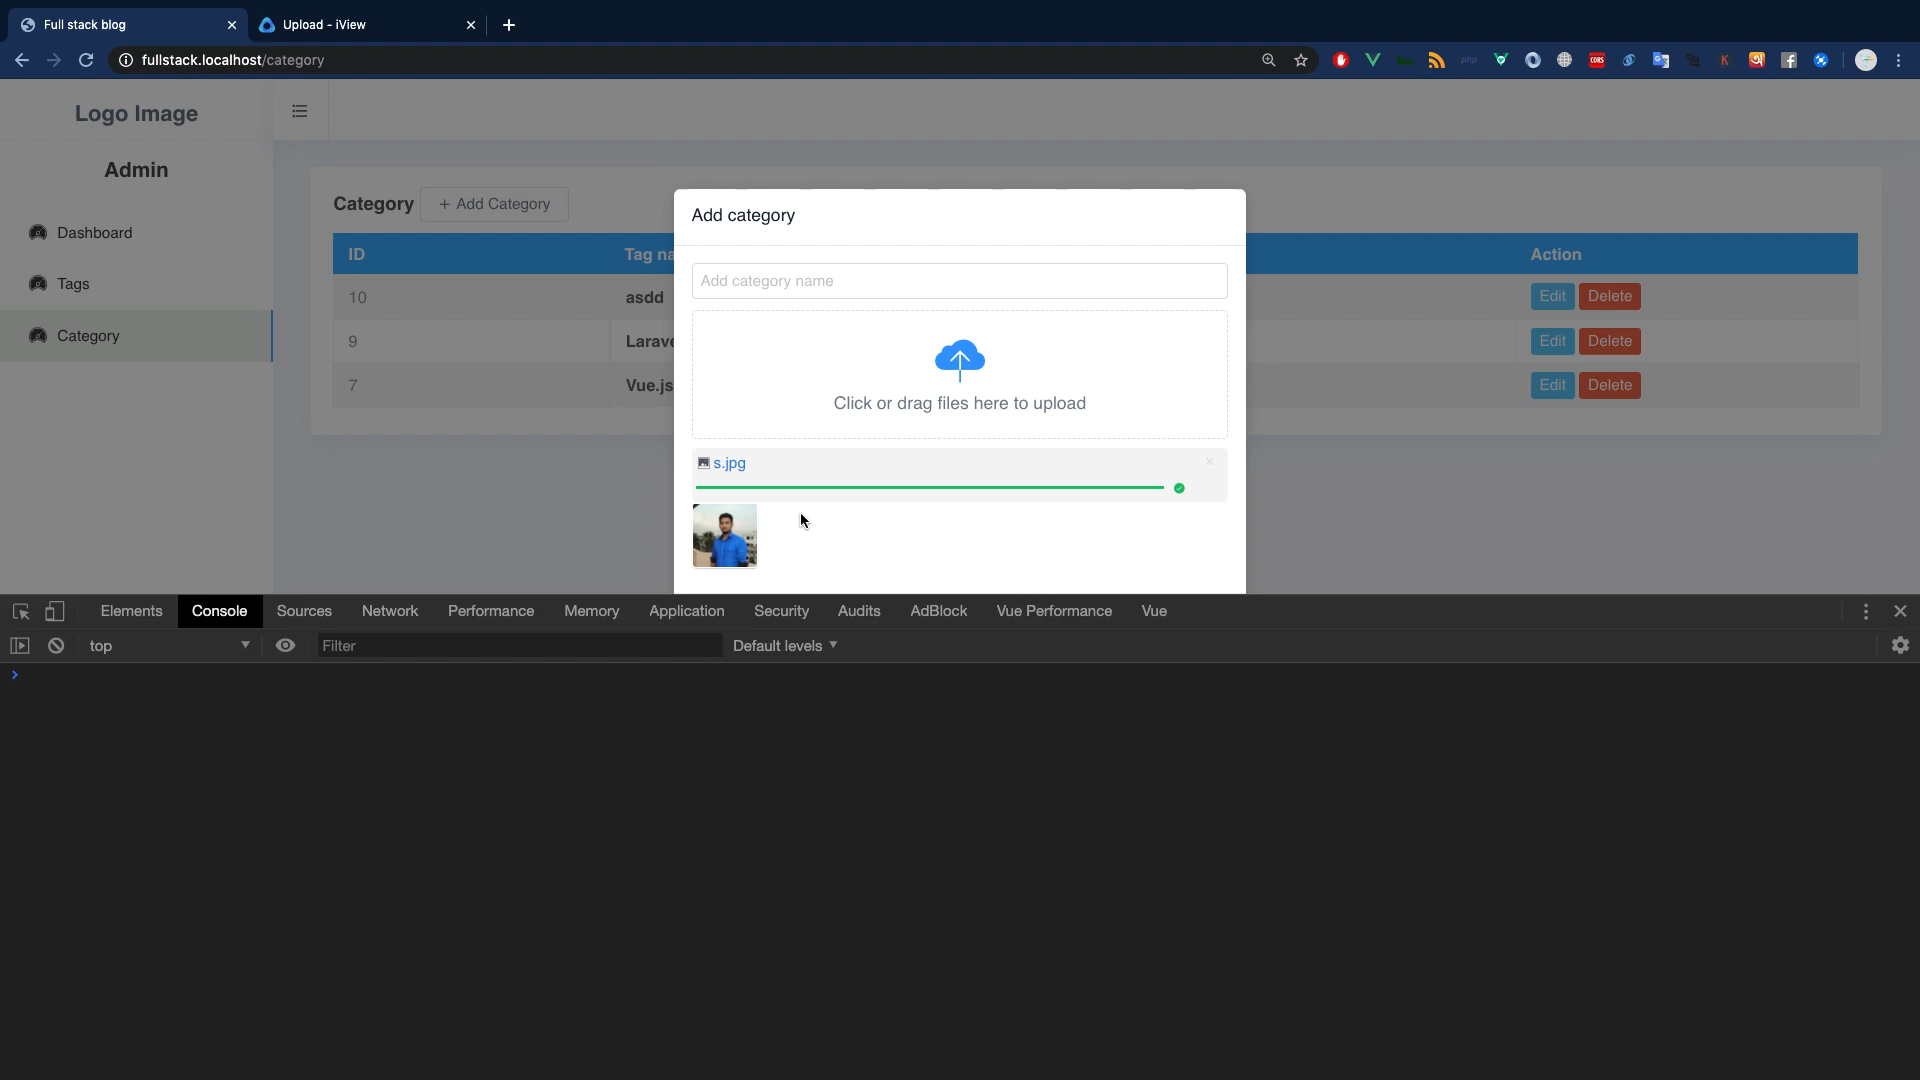 Full stack blog
Upload - iView
fullstack.localhost/category
CORS
php
K
Logo Image
Admin
Dashboard
Tags
Category
Category
+ Add Category
ID Tag na Action
10 asdd Edit Delete
9 Larave Edit Delete
7 Vue.js Edit Delete
Add category
Add category name
Click or drag files here to upload
s.jpg
Elements Console Sources Network Performance Memory Application Security Audits AdBlock Vue Performance Vue
top Filter Default levels